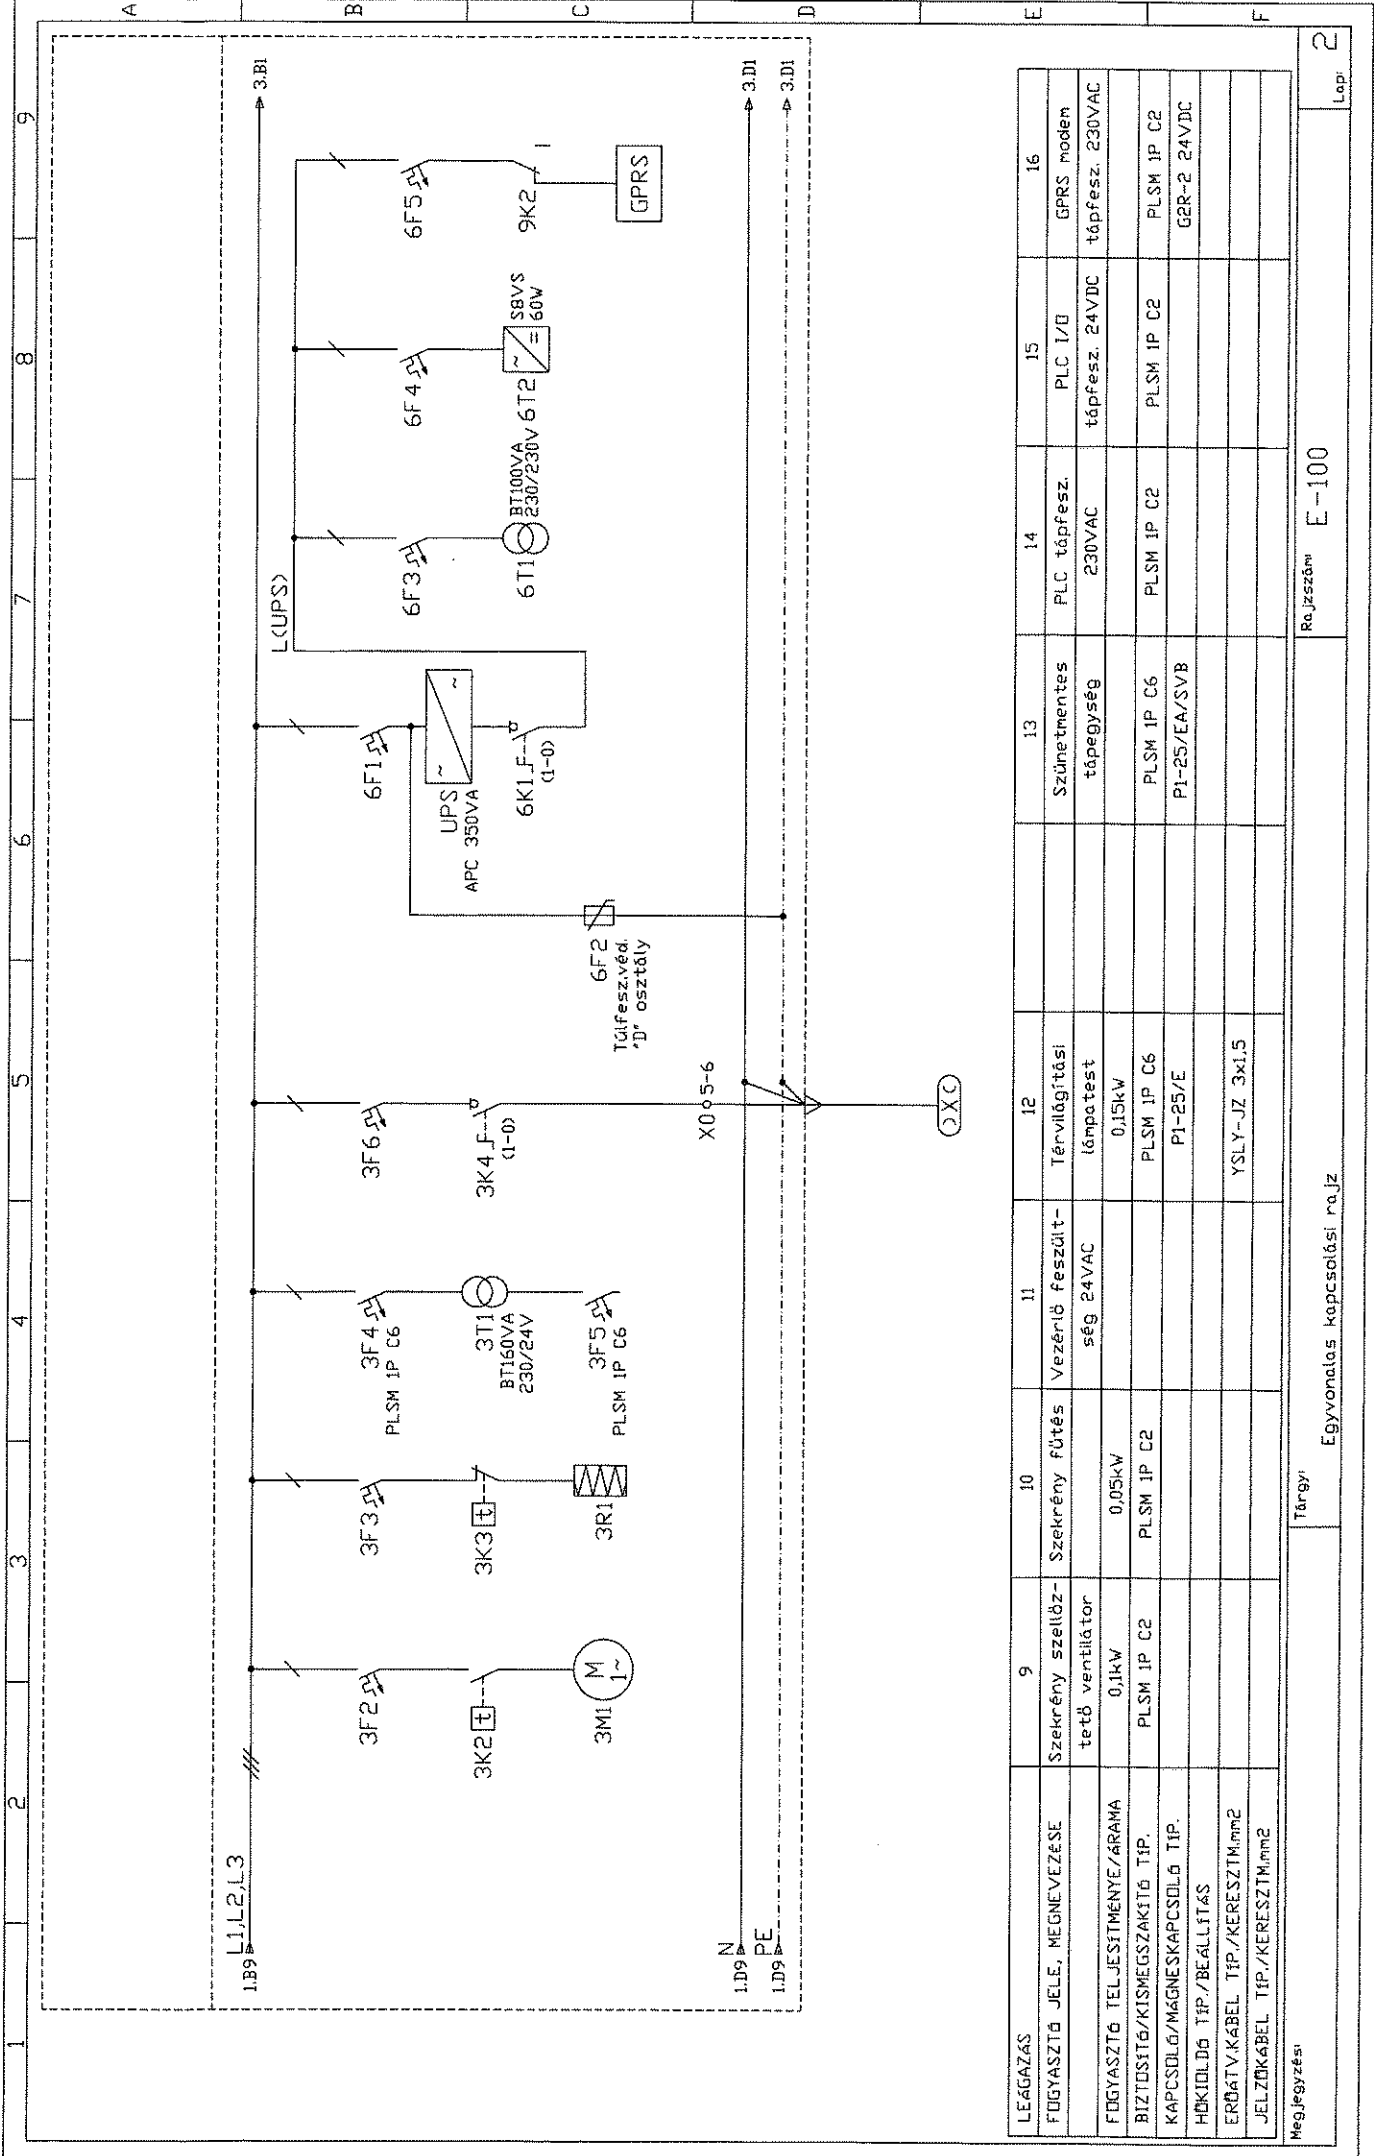 1 2 3 4 5 6 7 8 9
A
B
C
D
E
F
1.B9
L1,L2,L3
3.B1
1.D9
N
3.D1
1.D9
PE
3.D1
3F2
3K2
t
3M1
M
1~
3F3
3K3
t
3R1
3F4
PLSM 1P C6
3T1
BT160VA
230/24V
3F5
PLSM 1P C6
3F6
3K4
(1-0)
X0
5-6
6F2
Túlfesz.véd.
"D" osztály
6F1
UPS
APC 350VA
~
~
6K1
(1-0)
L(UPS)
6F3
6T1
BT100VA
230/230V
6F4
6T2
~
=
S8VS
60W
6F5
9K2
GPRS
LEÁGAZÁS 9 10 11 12 13 14 15 16
FOGYASZTÓ JELE, MEGNEVEZÉSE Szekrény szellőz- Szekrény fűtés Vezérlő feszült- Térvilágítási Szünetmentes PLC tápfesz. PLC I/O GPRS modem
tető ventilátor ség 24VAC lámpatest tápegység 230VAC tápfesz. 24VDC tápfesz. 230VAC
FOGYASZTÓ TELJESÍTMÉNYE/ÁRAMA 0,1kW 0,05kW 0,15kW
BIZTOSÍTÓ/KISMEGSZAKÍTÓ TÍP. PLSM 1P C2 PLSM 1P C2 PLSM 1P C6 PLSM 1P C6 PLSM 1P C2 PLSM 1P C2 PLSM 1P C2
KAPCSOLÓ/MÁGNESKAPCSOLÓ TÍP. P1-25/E P1-25/EA/SVB G2R-2 24VDC
HŐKIOLDÓ TÍP./BEÁLLÍTÁS
ERŐÁTV.KÁBEL TÍP./KERESZTM.mm2 YSLY-JZ 3x1,5
JELZŐKÁBEL TÍP./KERESZTM.mm2
Megjegyzés:
Tárgy:
Egyvonalas kapcsolási rajz
Rajzszám: E-100
Lap: 2